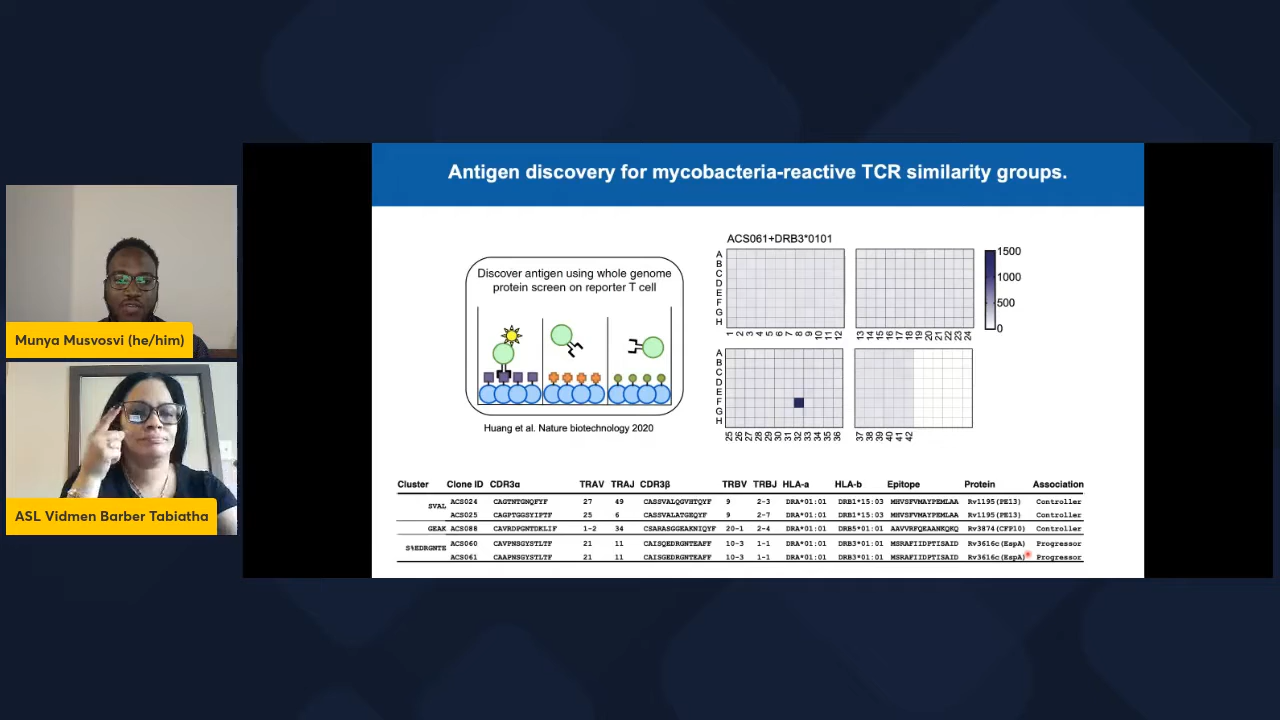 Antigen discovery for mycobacteria-reactive TCR similarity groups.
Munya Musvosvi (he/him)
ASL Vidmen Barber Tabiatha
Discover antigen using whole genome
protein screen on reporter T cell
Huang et al. Nature biotechnology 2020
ACS061+DRB3*0101
A
B
C
D
E
F
G
H
1 2 3 4 5 6 7 8 9 10 11 12
13 14 15 16 17 18 19 20 21 22 23 24
1500
1000
500
0
A
B
C
D
E
F
G
H
25 26 27 28 29 30 31 32 33 34 35 36
37 38 39 40 41 42
Cluster Clone ID CDR3α TRAV TRAJ CDR3β TRBV TRBJ HLA-a HLA-b Epitope Protein Association
SVAL
ACS024 CAGTNTGNQFYF 27 49 CASSVALQGVHTQYF 9 2-3 DRA*01:01 DRB1*15:03 MHVSFVMAYPEMLAA Rv1195(PE13) Controller
ACS025 CAGPTGGSYIPTF 25 6 CASSVALATGEQYF 9 2-7 DRA*01:01 DRB1*15:03 MHVSFVMAYPEMLAA Rv1195(PE13) Controller
GEAK ACS088 CAVRDPGNTDKLIF 1-2 34 CSARASGGEAKNIQYF 20-1 2-4 DRA*01:01 DRB5*01:01 AAVVRFQEAANKQKQ Rv3874(CFP10) Controller
S%EDRGNTE
ACS060 CAVPNSGYSTLTF 21 11 CAISQEDRGNTEAFF 10-3 1-1 DRA*01:01 DRB3*01:01 MSRAFIIDPTISAID Rv3616c(EspA) Progressor
ACS061 CAAPNSGYSTLTF 21 11 CAISGEDRGNTEAFF 10-3 1-1 DRA*01:01 DRB3*01:01 MSRAFIIDPTISAID Rv3616c(EspA) Progressor